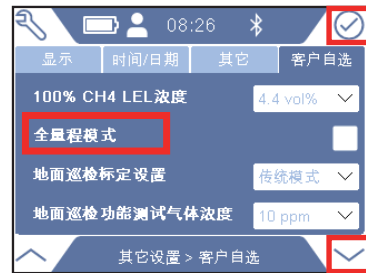 08:26
显示 时间/日期 其它 客户自选
100% CH4 LEL浓度 4.4 vol%
全量程模式
地面巡检标定设置 传统模式
地面巡检功能测试气体浓度 10 ppm
其它设置 > 客户自选